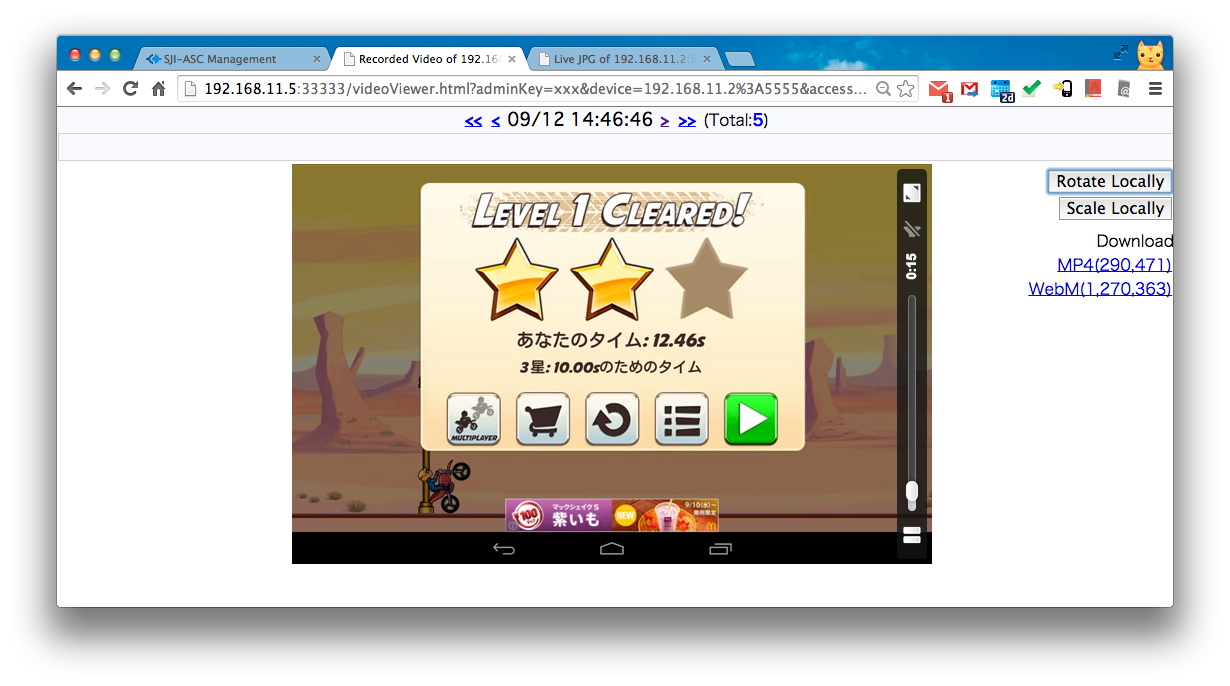 SJI-ASC Management
Recorded Video of 192.16
Live JPG of 192.168.11.2:5
192.168.11.5:33333/videoViewer.html?adminKey=xxx&device=192.168.11.2%3A5555&access...
1
2d
@
<< < 09/12 14:46:46 > >> (Total:5)
Rotate Locally
Scale Locally
Download
MP4(290,471)
WebM(1,270,363)
LEVEL 1 CLEARED!
0:15
あなたのタイム: 12.46s
3星: 10.00sのためのタイム
MULTIPLAYER
マックシェイクS
100
紫いも
NEW
9/10(水)~